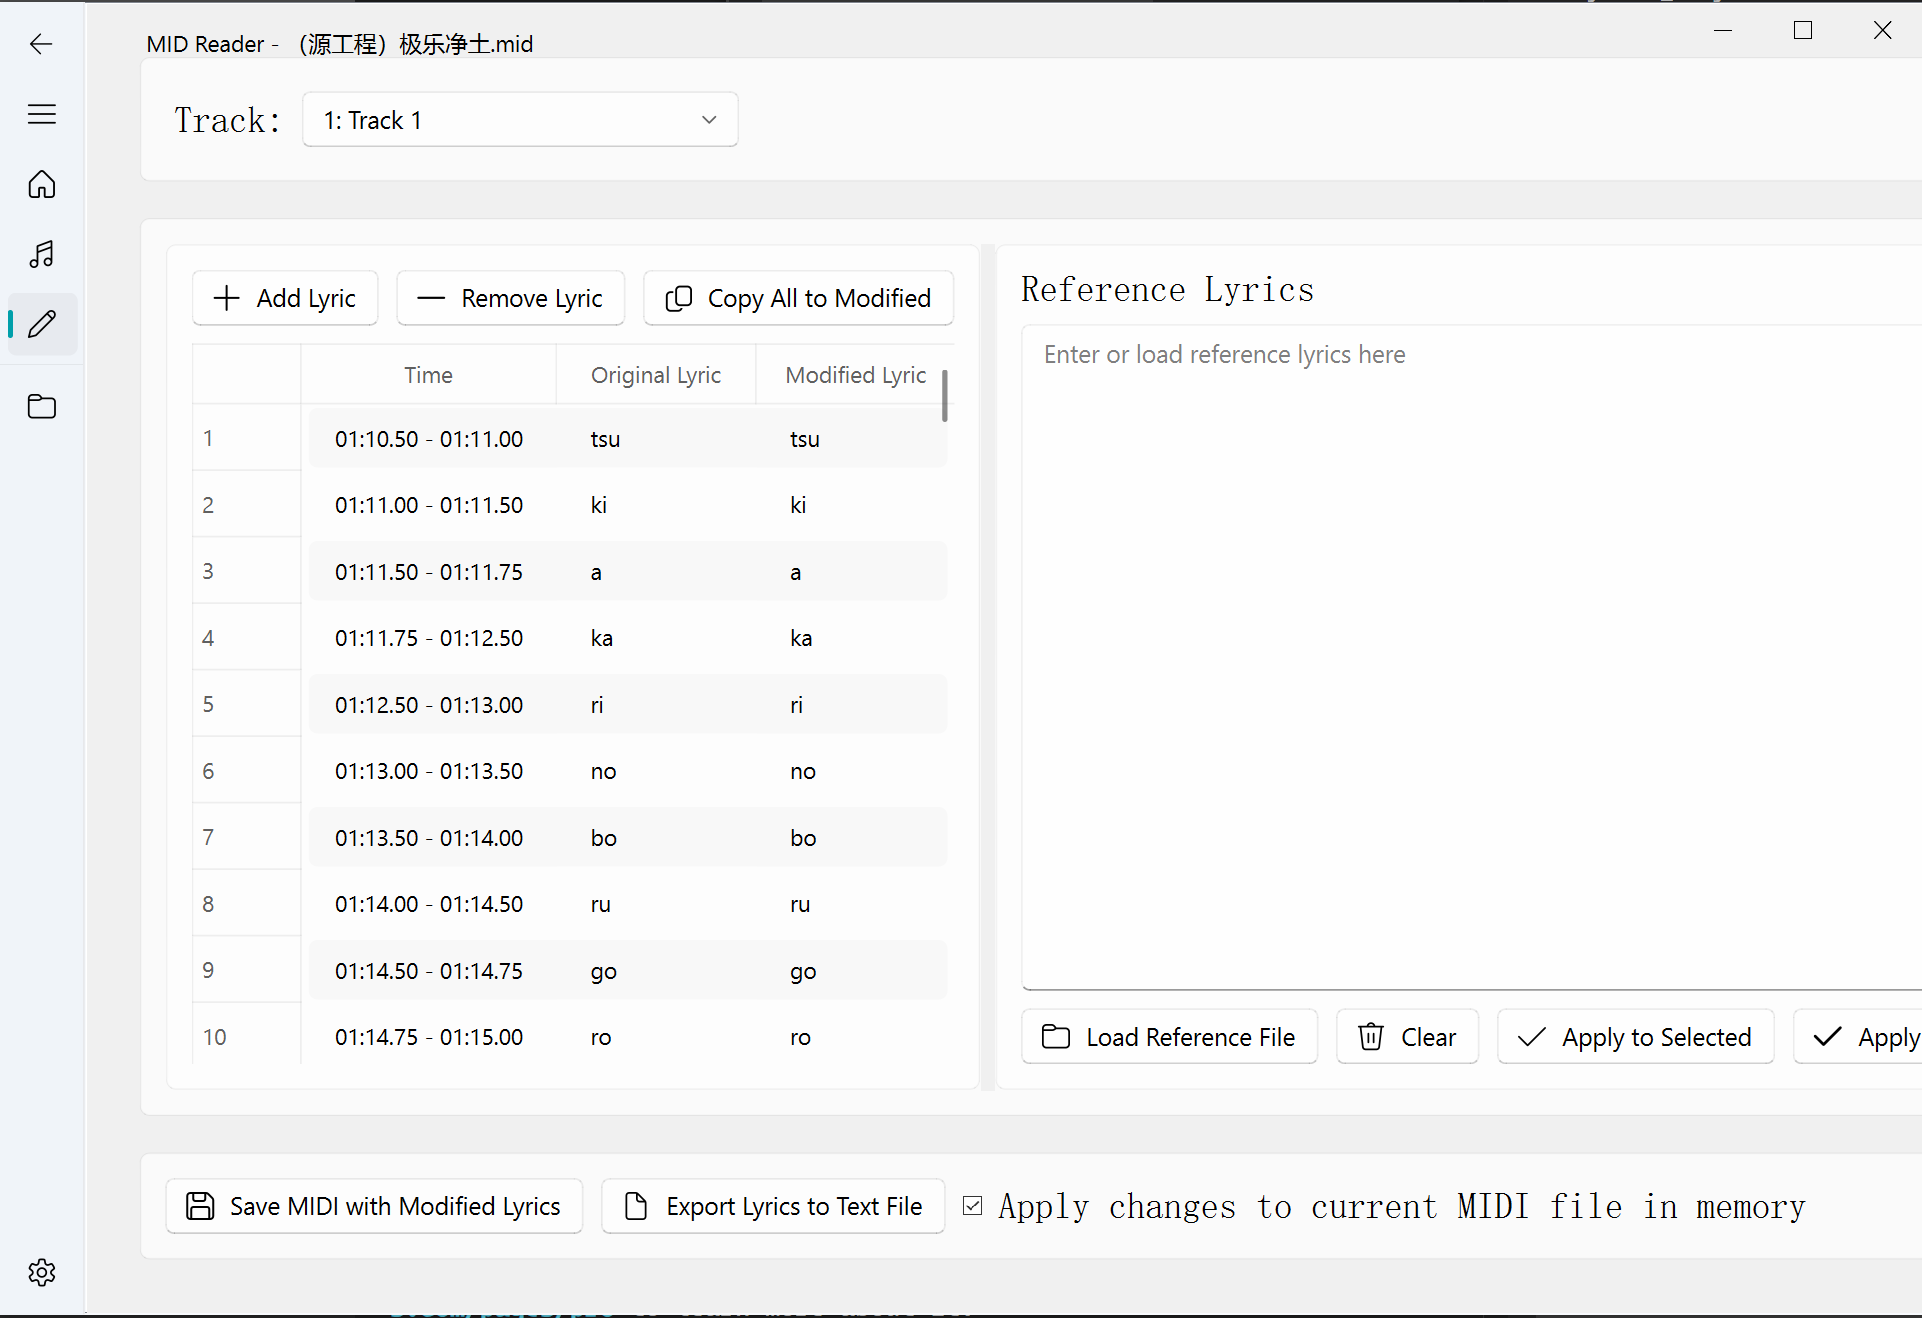 MID Reader - （源工程）极乐净土.mid
Track: 1: Track 1
Add Lyric Remove Lyric Copy All to Modified
Time Original Lyric Modified Lyric
1 01:10.50 - 01:11.00 tsu tsu
2 01:11.00 - 01:11.50 ki ki
3 01:11.50 - 01:11.75 a a
4 01:11.75 - 01:12.50 ka ka
5 01:12.50 - 01:13.00 ri ri
6 01:13.00 - 01:13.50 no no
7 01:13.50 - 01:14.00 bo bo
8 01:14.00 - 01:14.50 ru ru
9 01:14.50 - 01:14.75 go go
10 01:14.75 - 01:15.00 ro ro
Reference Lyrics
Enter or load reference lyrics here
Load Reference File Clear Apply to Selected Apply
Save MIDI with Modified Lyrics Export Lyrics to Text File Apply changes to current MIDI file in memory